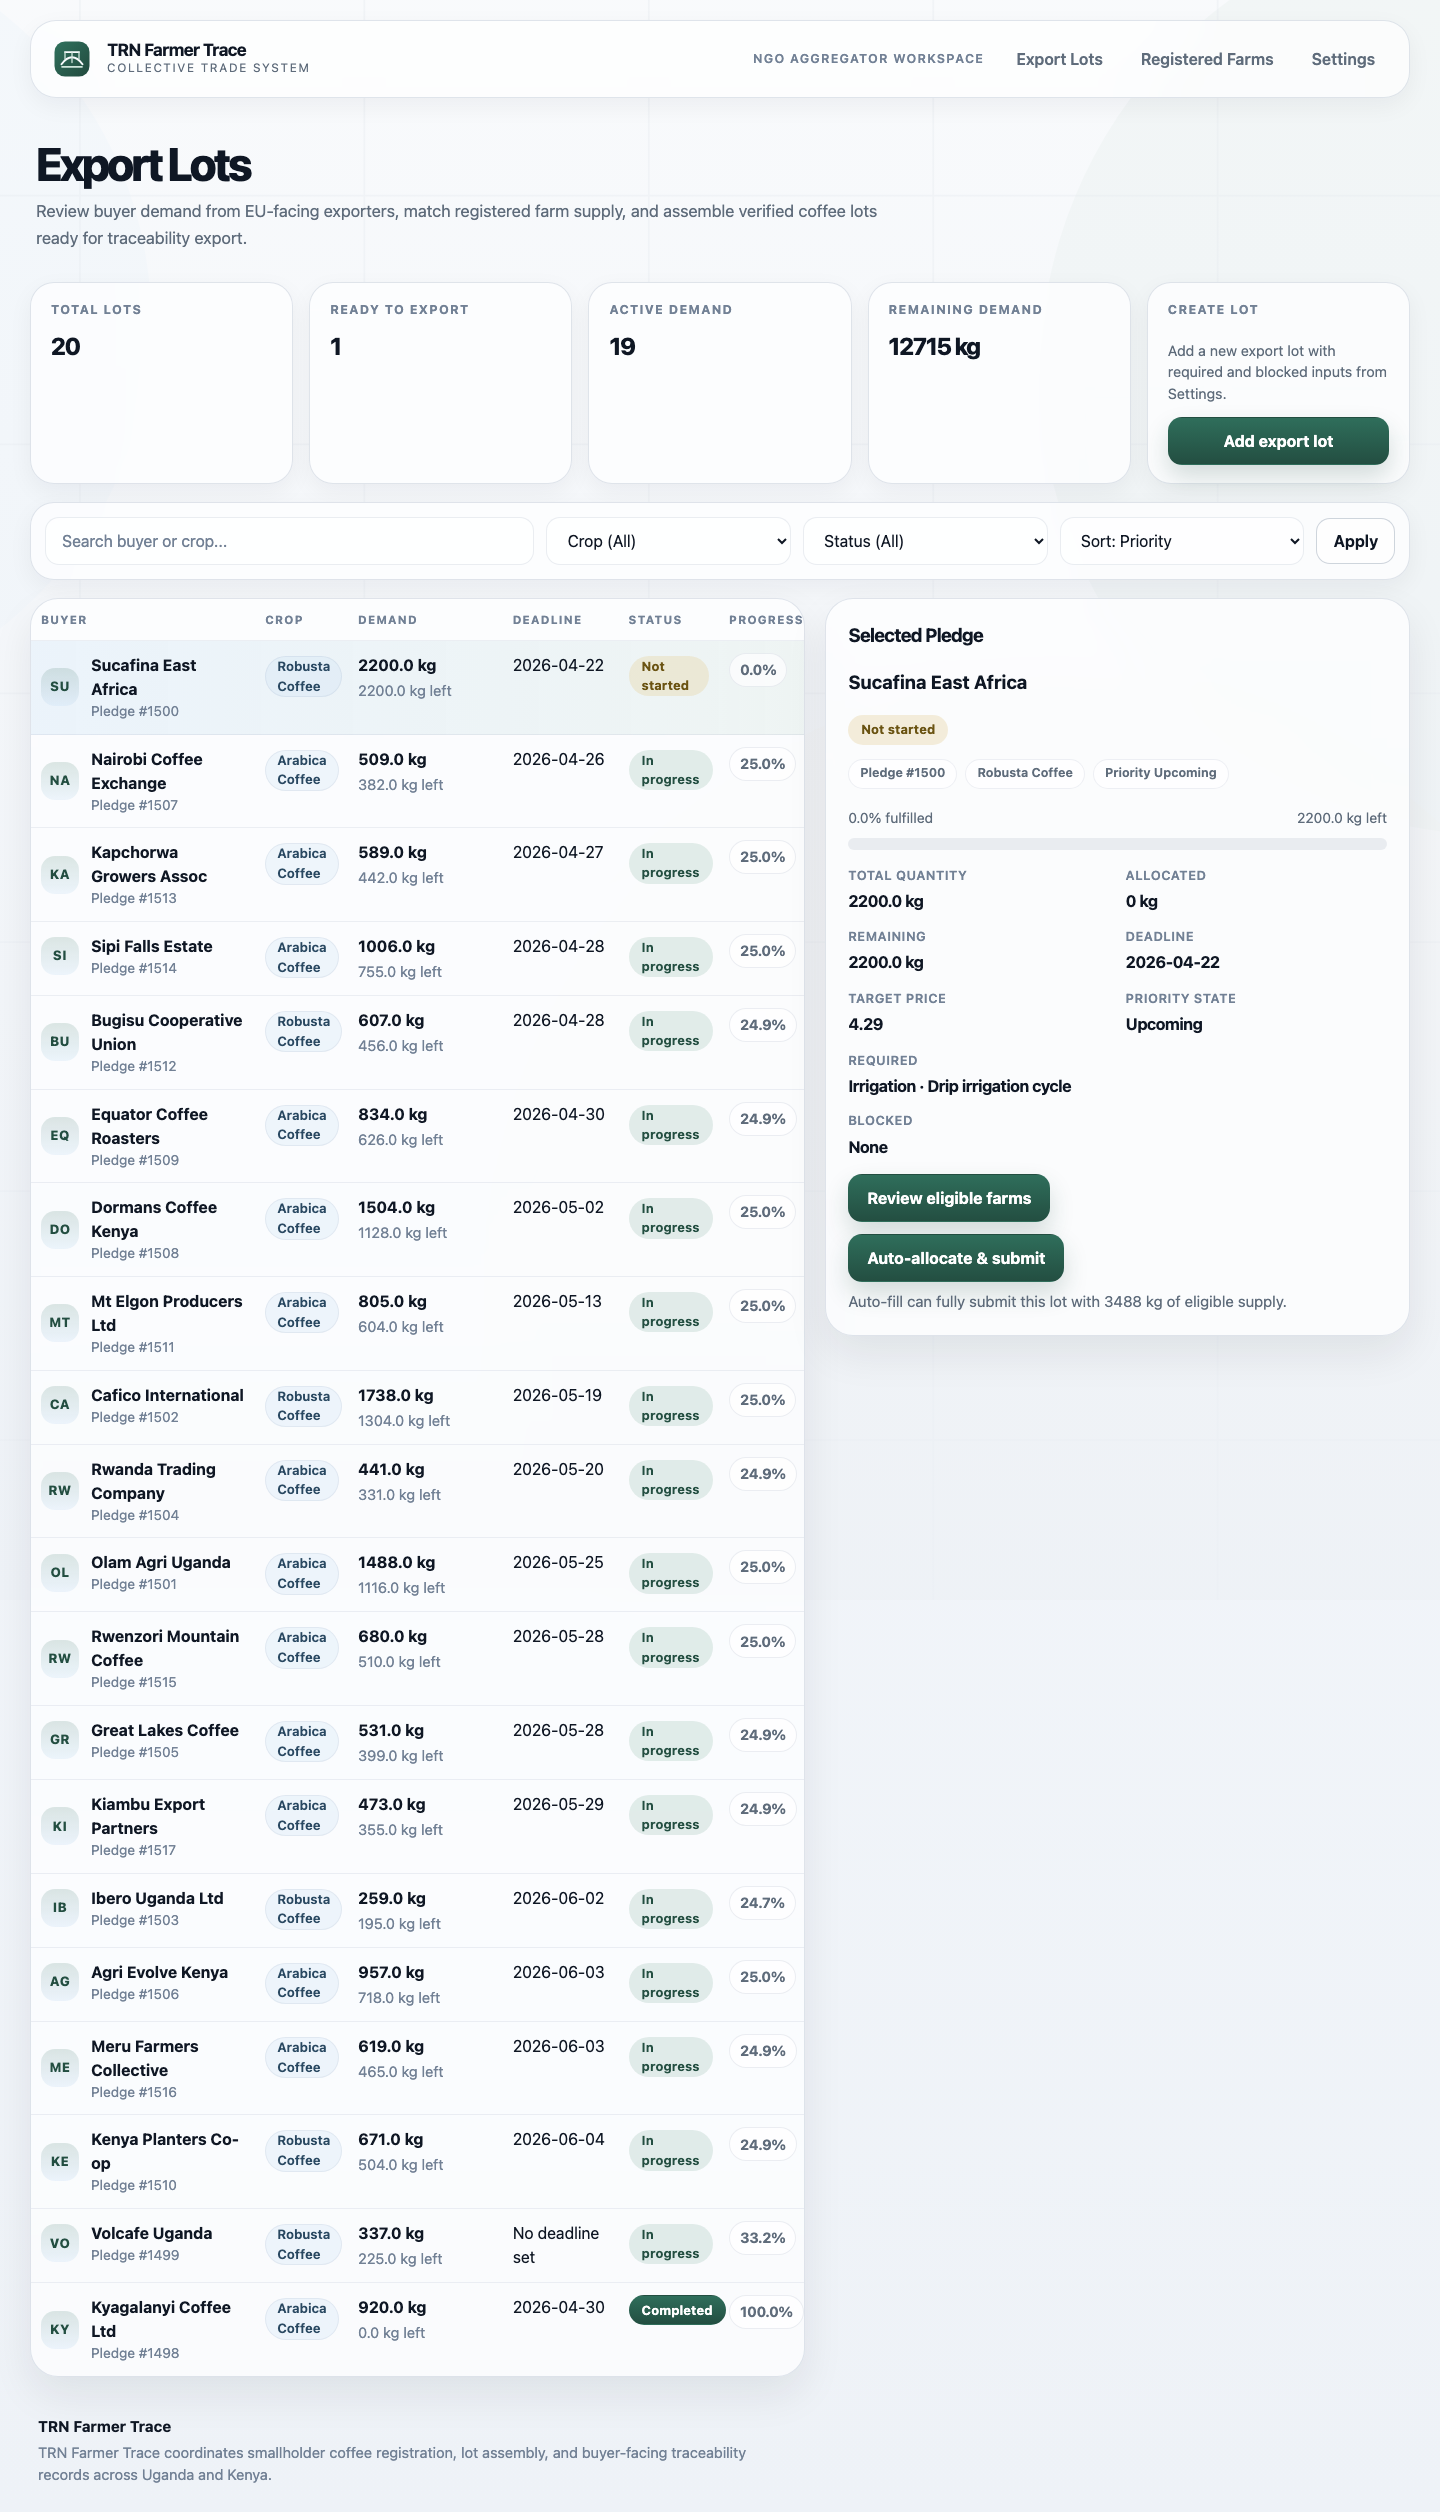 TRN Farmer Trace
COLLECTIVE TRADE SYSTEM
NGO AGGREGATOR WORKSPACE
Export Lots
Registered Farms
Settings
Export Lots
Review buyer demand from EU-facing exporters, match registered farm supply, and assemble verified coffee lots
ready for traceability export.
TOTAL LOTS
20
READY TO EXPORT
1
ACTIVE DEMAND
19
REMAINING DEMAND
12715 kg
CREATE LOT
Add a new export lot with
required and blocked inputs from
Settings.
Add export lot
Search buyer or crop...
Crop (All)
Status (All)
Sort: Priority
Apply
BUYER CROP DEMAND DEADLINE STATUS PROGRESS
SU
Sucafina East
Africa
Pledge #1500
Robusta
Coffee
2200.0 kg
2200.0 kg left
2026-04-22
Not
started
0.0%
NA
Nairobi Coffee
Exchange
Pledge #1507
Arabica
Coffee
509.0 kg
382.0 kg left
2026-04-26
In
progress
25.0%
KA
Kapchorwa
Growers Assoc
Pledge #1513
Arabica
Coffee
589.0 kg
442.0 kg left
2026-04-27
In
progress
25.0%
SI
Sipi Falls Estate
Pledge #1514
Arabica
Coffee
1006.0 kg
755.0 kg left
2026-04-28
In
progress
25.0%
BU
Bugisu Cooperative
Union
Pledge #1512
Robusta
Coffee
607.0 kg
456.0 kg left
2026-04-28
In
progress
24.9%
EQ
Equator Coffee
Roasters
Pledge #1509
Arabica
Coffee
834.0 kg
626.0 kg left
2026-04-30
In
progress
24.9%
DO
Dormans Coffee
Kenya
Pledge #1508
Arabica
Coffee
1504.0 kg
1128.0 kg left
2026-05-02
In
progress
25.0%
MT
Mt Elgon Producers
Ltd
Pledge #1511
Arabica
Coffee
805.0 kg
604.0 kg left
2026-05-13
In
progress
25.0%
CA
Cafico International
Pledge #1502
Robusta
Coffee
1738.0 kg
1304.0 kg left
2026-05-19
In
progress
25.0%
RW
Rwanda Trading
Company
Pledge #1504
Arabica
Coffee
441.0 kg
331.0 kg left
2026-05-20
In
progress
24.9%
OL
Olam Agri Uganda
Pledge #1501
Arabica
Coffee
1488.0 kg
1116.0 kg left
2026-05-25
In
progress
25.0%
RW
Rwenzori Mountain
Coffee
Pledge #1515
Arabica
Coffee
680.0 kg
510.0 kg left
2026-05-28
In
progress
25.0%
GR
Great Lakes Coffee
Pledge #1505
Arabica
Coffee
531.0 kg
399.0 kg left
2026-05-28
In
progress
24.9%
KI
Kiambu Export
Partners
Pledge #1517
Arabica
Coffee
473.0 kg
355.0 kg left
2026-05-29
In
progress
24.9%
IB
Ibero Uganda Ltd
Pledge #1503
Robusta
Coffee
259.0 kg
195.0 kg left
2026-06-02
In
progress
24.7%
AG
Agri Evolve Kenya
Pledge #1506
Arabica
Coffee
957.0 kg
718.0 kg left
2026-06-03
In
progress
25.0%
ME
Meru Farmers
Collective
Pledge #1516
Arabica
Coffee
619.0 kg
465.0 kg left
2026-06-03
In
progress
24.9%
KE
Kenya Planters Co-
op
Pledge #1510
Robusta
Coffee
671.0 kg
504.0 kg left
2026-06-04
In
progress
24.9%
VO
Volcafe Uganda
Pledge #1499
Robusta
Coffee
337.0 kg
225.0 kg left
No deadline
set
In
progress
33.2%
KY
Kyagalanyi Coffee
Ltd
Pledge #1498
Arabica
Coffee
920.0 kg
0.0 kg left
2026-04-30
Completed
100.0%
Selected Pledge
Sucafina East Africa
Not started
Pledge #1500
Robusta Coffee
Priority Upcoming
0.0% fulfilled
2200.0 kg left
TOTAL QUANTITY
2200.0 kg
ALLOCATED
0 kg
REMAINING
2200.0 kg
DEADLINE
2026-04-22
TARGET PRICE
4.29
PRIORITY STATE
Upcoming
REQUIRED
Irrigation · Drip irrigation cycle
BLOCKED
None
Review eligible farms
Auto-allocate & submit
Auto-fill can fully submit this lot with 3488 kg of eligible supply.
TRN Farmer Trace
TRN Farmer Trace coordinates smallholder coffee registration, lot assembly, and buyer-facing traceability
records across Uganda and Kenya.